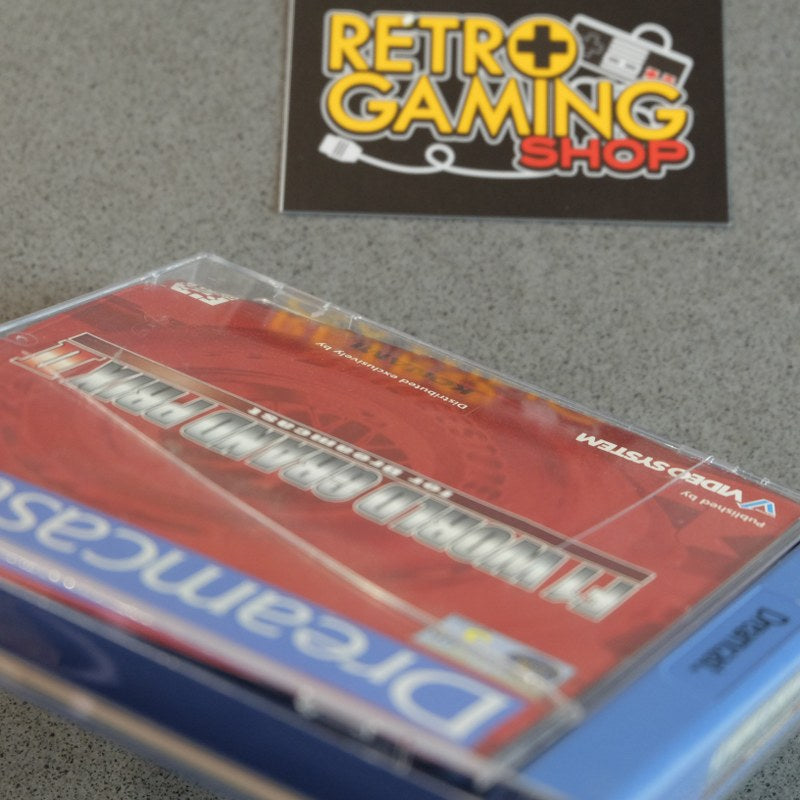 RETRO
GAMING
SHOP
Dreamcast
F1 WORLD GRAND PRIX II
for Dreamcast
Published by
VIDEO SYSTEM
Distributed exclusively by
FIA
Dreamcast